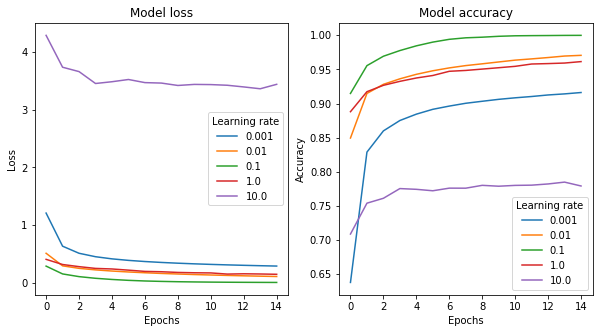 Model loss
Loss
4
3
2
1
0
Learning rate
0.001
0.01
0.1
1.0
10.0
0 2 4 6 8 10 12 14
Epochs
Model accuracy
Accuracy
1.00
0.95
0.90
0.85
0.80
0.75
0.70
0.65
Learning rate
0.001
0.01
0.1
1.0
10.0
0 2 4 6 8 10 12 14
Epochs